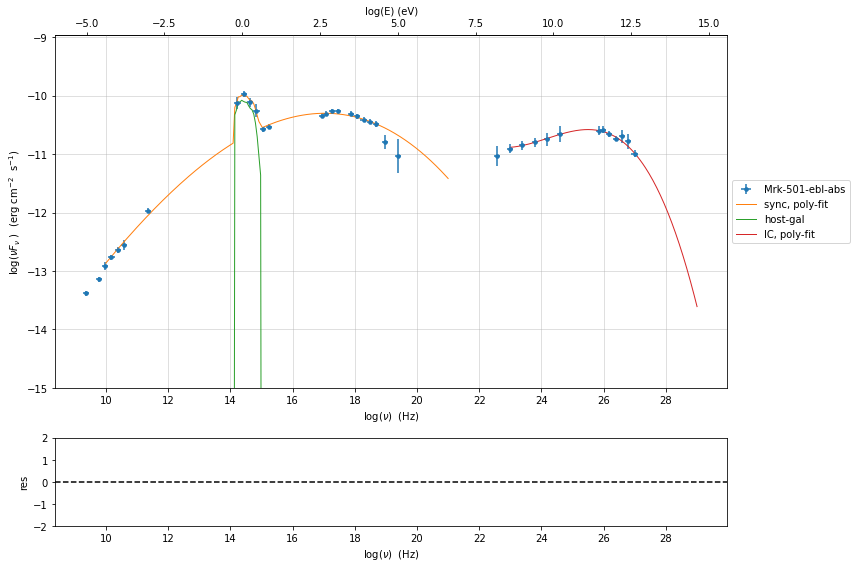 log(E) (eV)
−5.0 −2.5 0.0 2.5 5.0 7.5 10.0 12.5 15.0
−9
−10
−11
−12
−13
−14
−15
log(νFν ) (erg cm⁻² s⁻¹)
10 12 14 16 18 20 22 24 26 28
log(ν) (Hz)
Mrk-501-ebl-abs
sync, poly-fit
host-gal
IC, poly-fit
2
1
0
−1
−2
res
10 12 14 16 18 20 22 24 26 28
log(ν) (Hz)